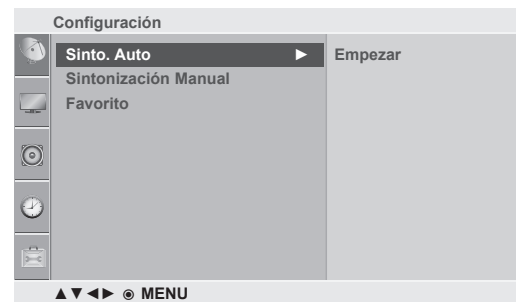 Configuración
Sinto. Auto ► Empezar
Sintonización Manual
Favorito
▲▼◄► ◉ MENU